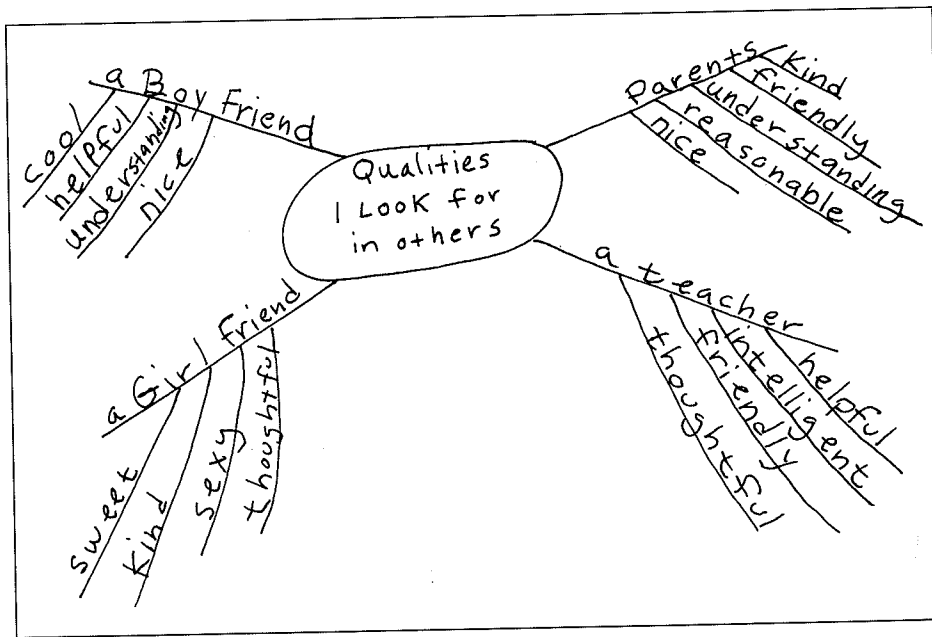 Qualities
I Look for
in others
a Boy Friend
cool
helpful
understanding
nice
Parents
Kind
friendly
understanding
reasonable
nice
a Girl Friend
sweet
Kind
sexy
thoughtful
a teacher
thoughtful
friendly
intelligent
helpful